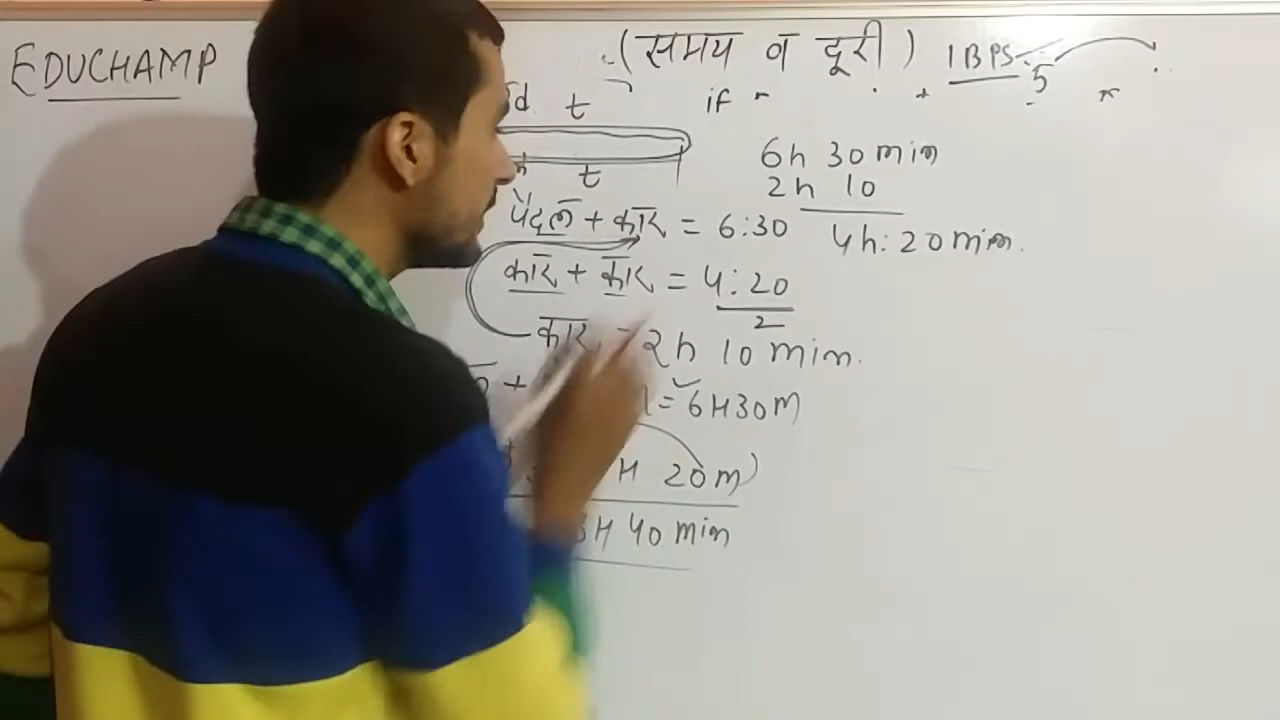 EDUCHAMP
(समय व दूरी) IBPS 5
d t if
6h 30 min
2h 10
4h: 20 min.
t
पैदल + कार = 6:30
कार + कार = 4:20
2
कार = 2h 10 min.
+ = 6H30M
H 20m)
3H 40 min